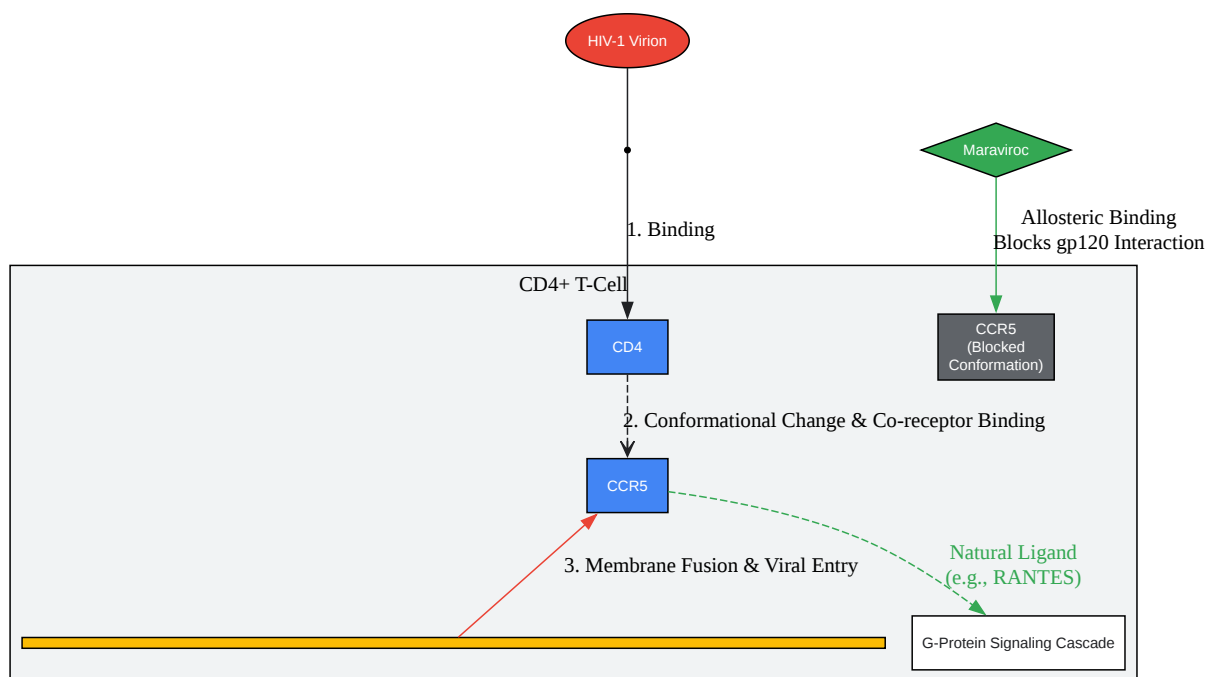 HIV-1 Virion
Maraviroc
Allosteric Binding
Blocks gp120 Interaction
1. Binding
CD4+ T-Cell
CD4
CCR5
(Blocked
Conformation)
2. Conformational Change & Co-receptor Binding
CCR5
Natural Ligand
(e.g., RANTES)
3. Membrane Fusion & Viral Entry
G-Protein Signaling Cascade